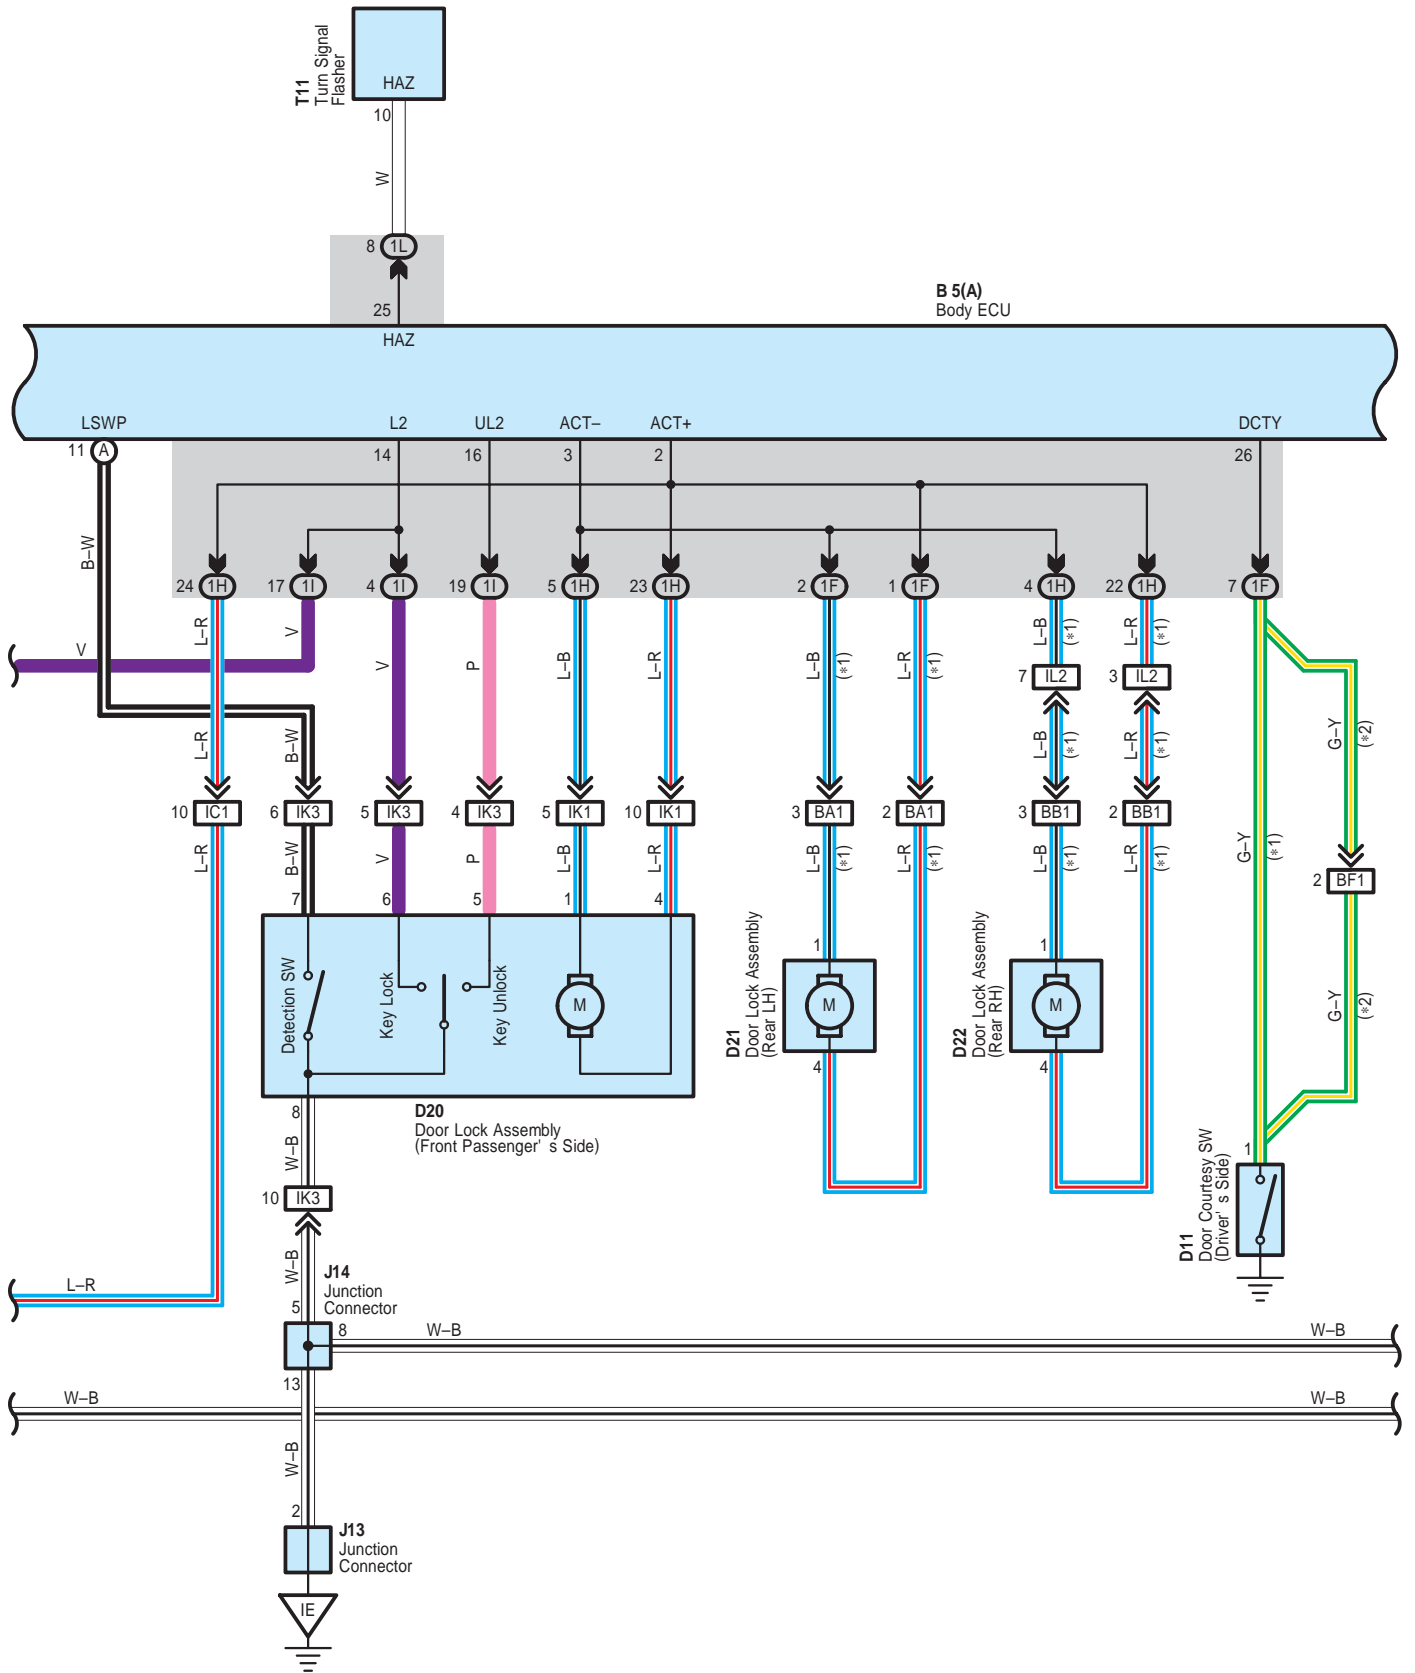 T11
Turn Signal
Flasher
HAZ
10
W
8 1L
25
B 5(A)
Body ECU
HAZ
LSWP L2 UL2 ACT– ACT+ DCTY
11 A 14 16 3 2 26
B–W
24 1H 17 1I 4 1I 19 1I 5 1H 23 1H 2 1F 1 1F 4 1H 22 1H 7 1F
L–R V V P L–B L–R L–B (*1) L–R (*1) L–B (*1) L–R (*1)
V
7 IL2 3 IL2
L–R B–W L–B (*1) L–R (*1) G–Y (*2)
10 IC1 6 IK3 5 IK3 4 IK3 5 IK1 10 IK1 3 BA1 2 BA1 3 BB1 2 BB1
L–R B–W V P L–B L–R L–B (*1) L–R (*1) L–B (*1) L–R (*1) G–Y (*1)
2 BF1
7 6 5 1 4
Detection SW
Key Lock
Key Unlock
M
D21
Door Lock Assembly
(Rear LH)
1
M
4
D22
Door Lock Assembly
(Rear RH)
1
M
4
G–Y (*2)
D20
Door Lock Assembly
(Front Passenger' s Side)
8
W–B
10 IK3
W–B
1
D11
Door Courtesy SW
(Driver' s Side)
L–R
J14
Junction
Connector
5
8 W–B W–B
13
W–B W–B
W–B
2
J13
Junction
Connector
IE